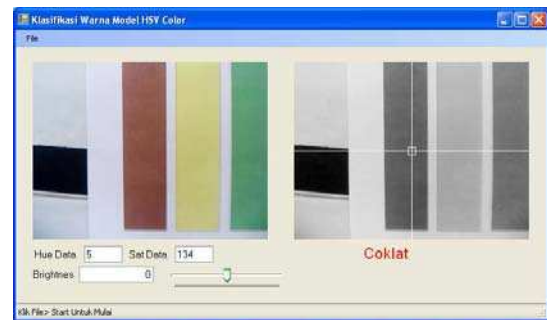 Klasifikasi Warna Model HSV Color
File
Hue Data 5 Sat Data 134
Coklat
Brightnes 0
Klik File> Start Untuk Mulai